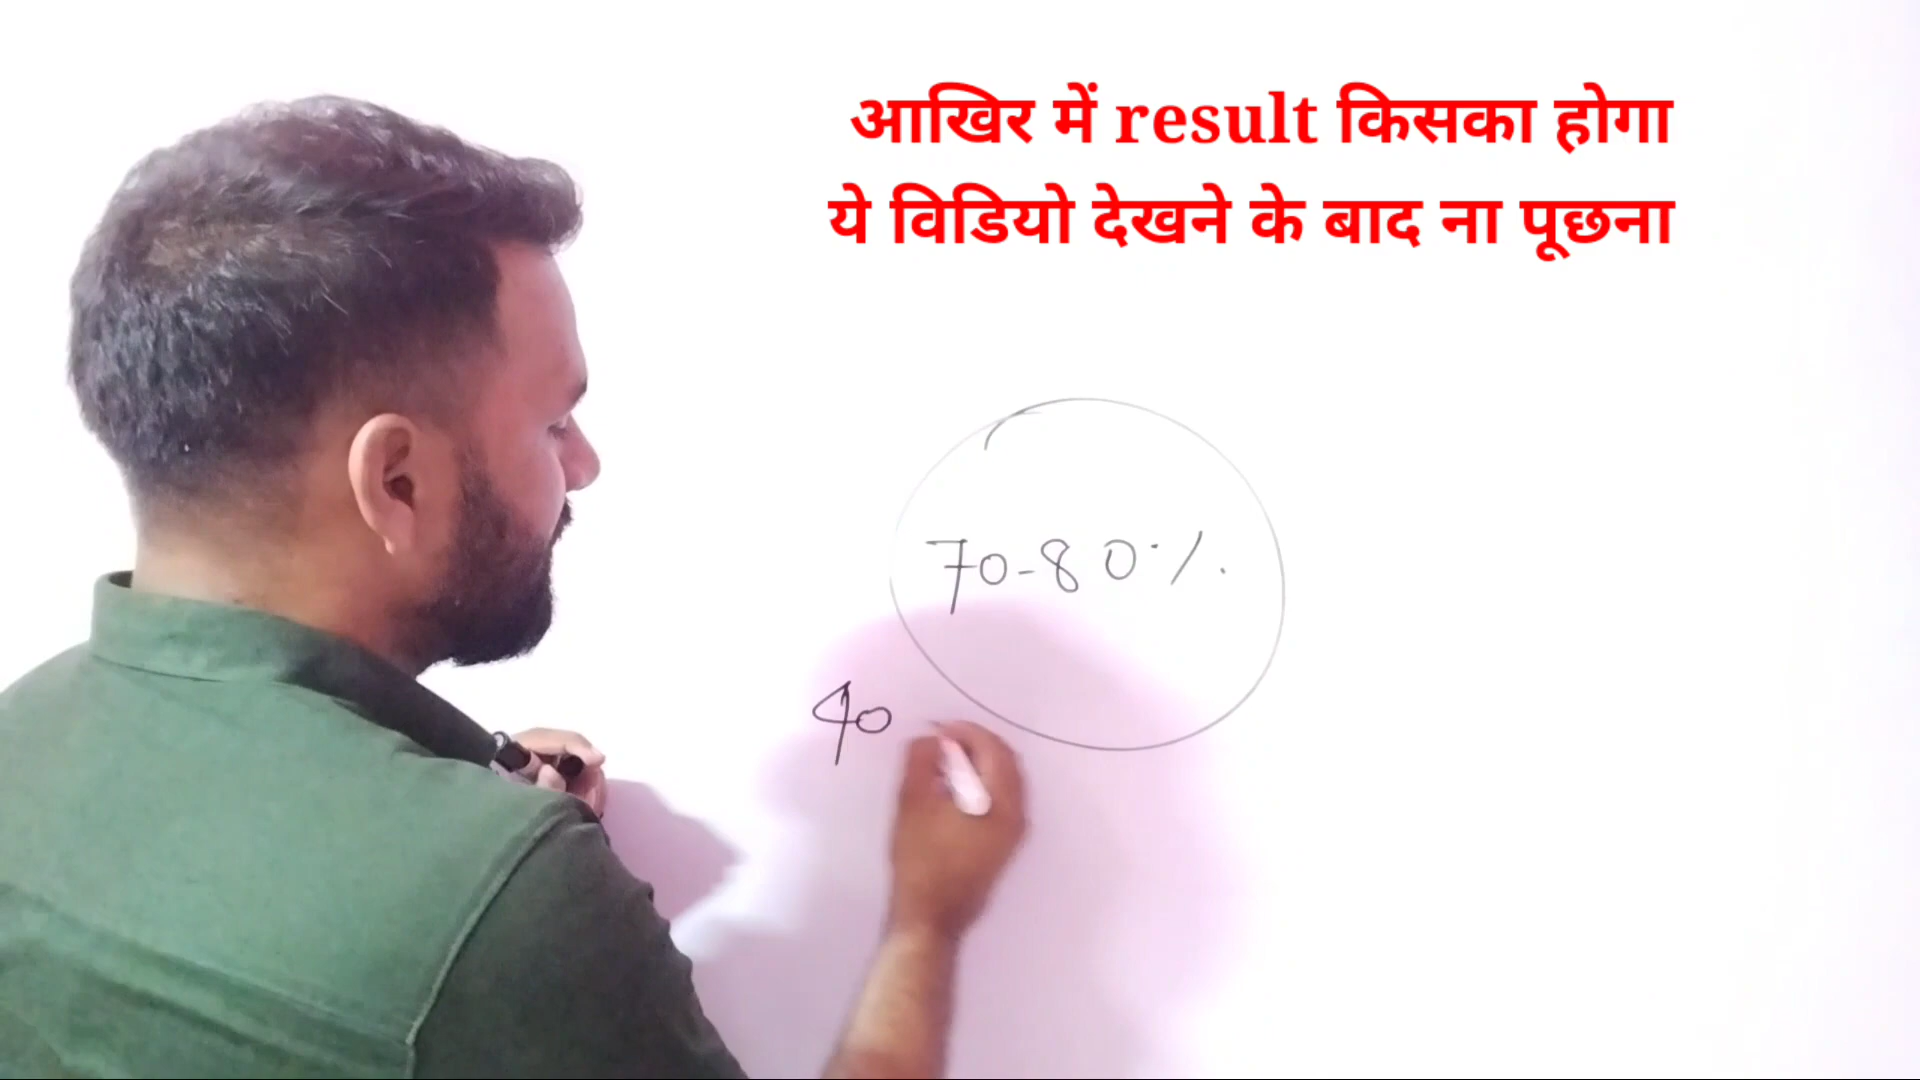 आखिर में result किसका होगा
ये विडियो देखने के बाद ना पूछना
70-80%.
40